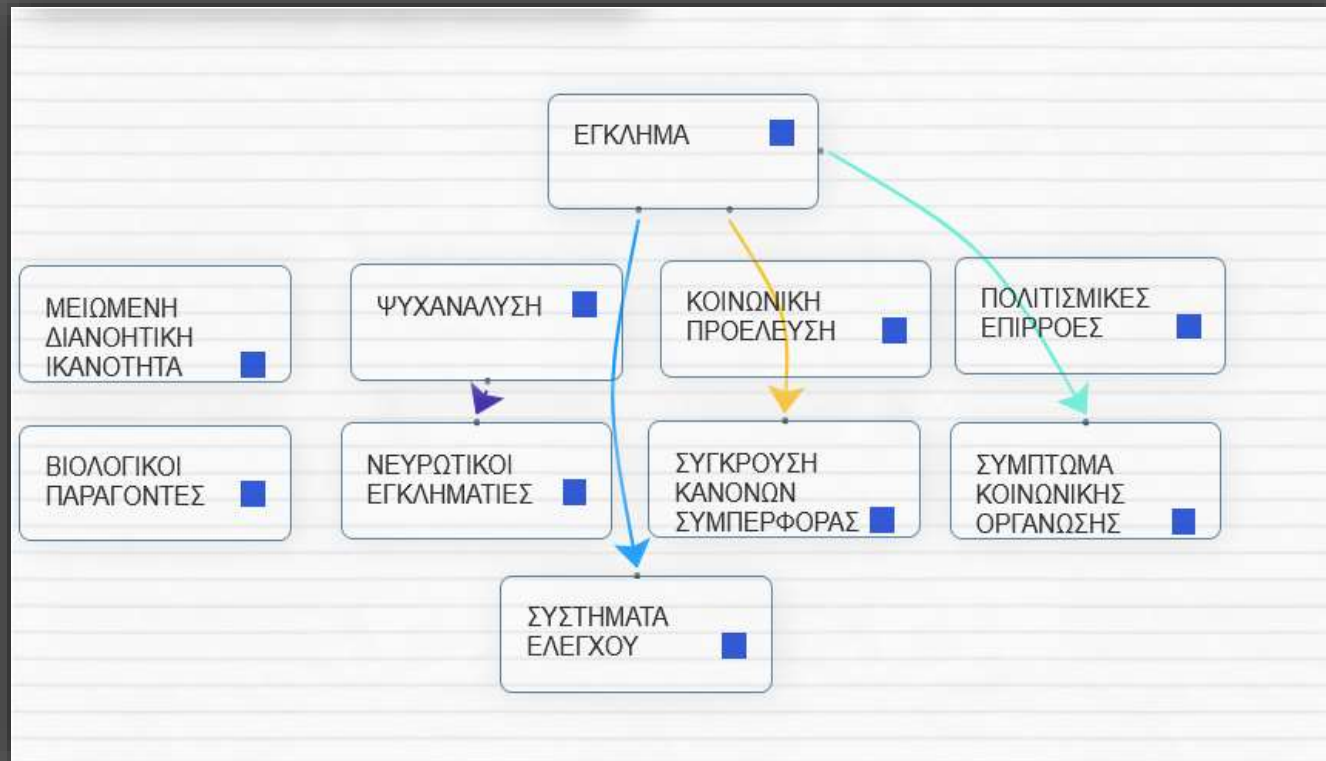 ΕΓΚΛΗΜΑ
ΜΕΙΩΜΕΝΗ
ΔΙΑΝΟΗΤΙΚΗ
ΙΚΑΝΟΤΗΤΑ
ΨΥΧΑΝΑΛΥΣΗ
ΚΟΙΝΩΝΙΚΗ
ΠΡΟΕΛΕΥΣΗ
ΠΟΛΙΤΙΣΜΙΚΕΣ
ΕΠΙΡΡΟΕΣ
ΒΙΟΛΟΓΙΚΟΙ
ΠΑΡΑΓΟΝΤΕΣ
ΝΕΥΡΩΤΙΚΟΙ
ΕΓΚΛΗΜΑΤΙΕΣ
ΣΥΓΚΡΟΥΣΗ
ΚΑΝΟΝΩΝ
ΣΥΜΠΕΡΦΟΡΑΣ
ΣΥΜΠΤΩΜΑ
ΚΟΙΝΩΝΙΚΗΣ
ΟΡΓΑΝΩΣΗΣ
ΣΥΣΤΗΜΑΤΑ
ΕΛΕΓΧΟΥ